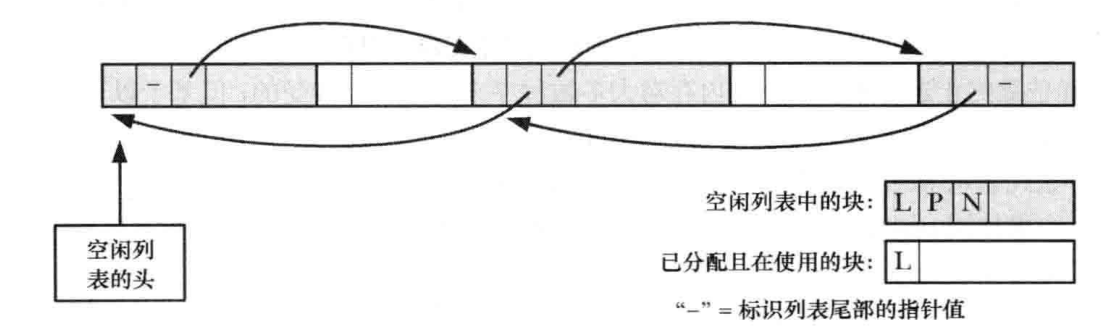 -
-
空闲列表中的块:
L P N
空闲列
表的头
已分配且在使用的块:
L
“-” = 标识列表尾部的指针值